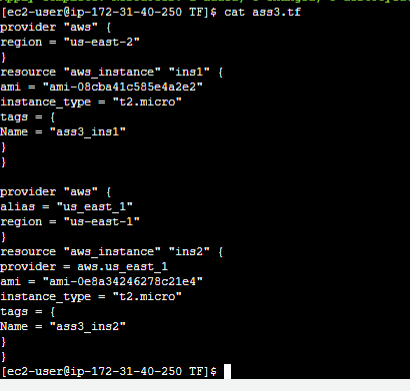 [ec2-user@ip-172-31-40-250 TF]$ cat ass3.tf
provider "aws" {
region = "us-east-2"
}
resource "aws_instance" "ins1" {
ami = "ami-08cba41c585e4a2e2"
instance_type = "t2.micro"
tags = {
Name = "ass3_ins1"
}
}

provider "aws" {
alias = "us_east_1"
region = "us-east-1"
}
resource "aws_instance" "ins2" {
provider = aws.us_east_1
ami = "ami-0e8a34246278c21e4"
instance_type = "t2.micro"
tags = {
Name = "ass3_ins2"
}
}
[ec2-user@ip-172-31-40-250 TF]$